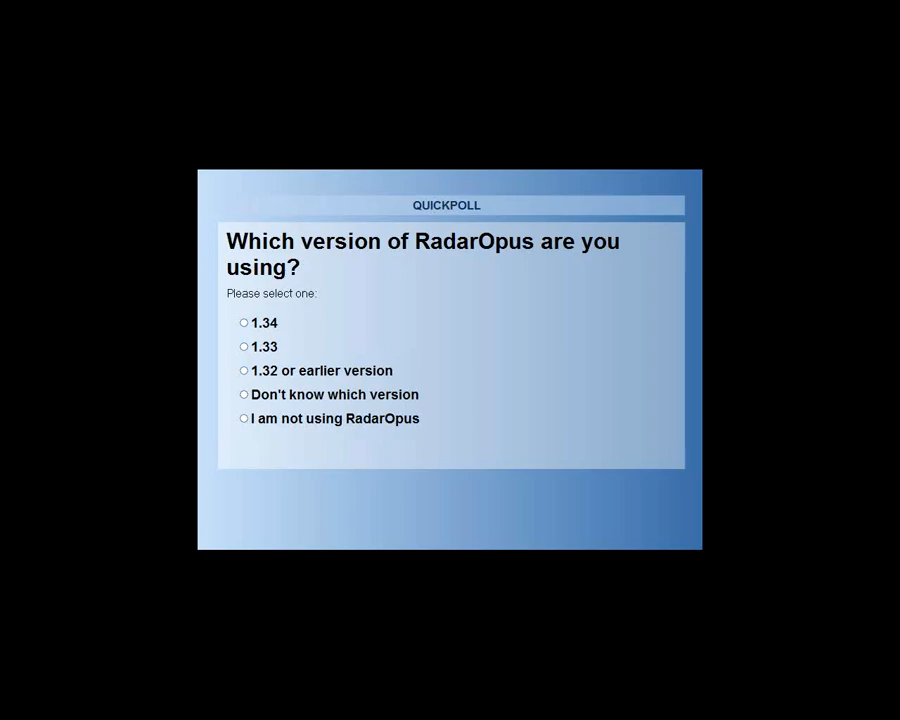 QUICKPOLL
Which version of RadarOpus are you
using?
Please select one:
1.34
1.33
1.32 or earlier version
Don't know which version
I am not using RadarOpus